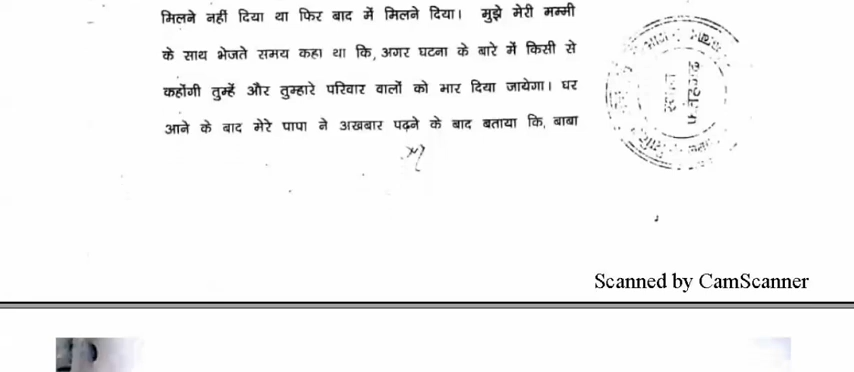 मिलने नहीं दिया था फिर बाद में मिलने दिया। मुझे मेरी मम्मी
के साथ भेजते समय कहा था कि, अगर घटना के बारे में किसी से
कहोंगी तुम्हें और तुम्हारे परिवार वालों को मार दिया जायेगा। घर
आने के बाद मेरे पापा ने अखबार पढ़ने के बाद बताया कि, बाबा
Scanned by CamScanner